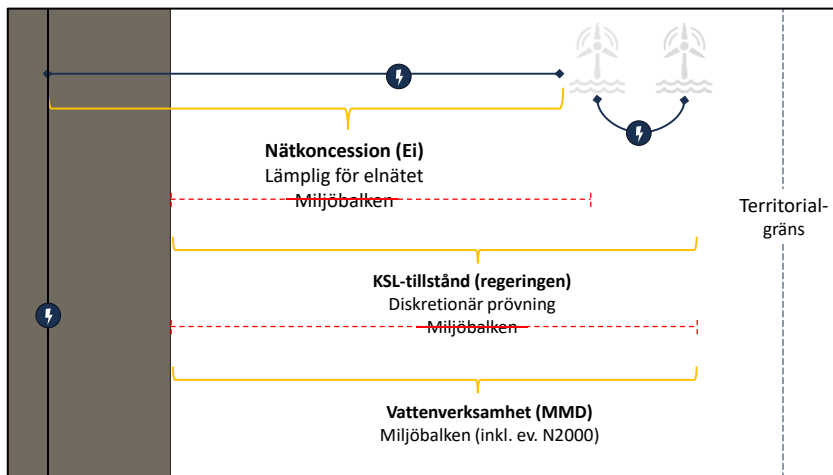 Nätkoncession (Ei)
Lämplig för elnätet
Miljöbalken
Territorial-
gräns
KSL-tillstånd (regeringen)
Diskretionär prövning
Miljöbalken
Vattenverksamhet (MMD)
Miljöbalken (inkl. ev. N2000)